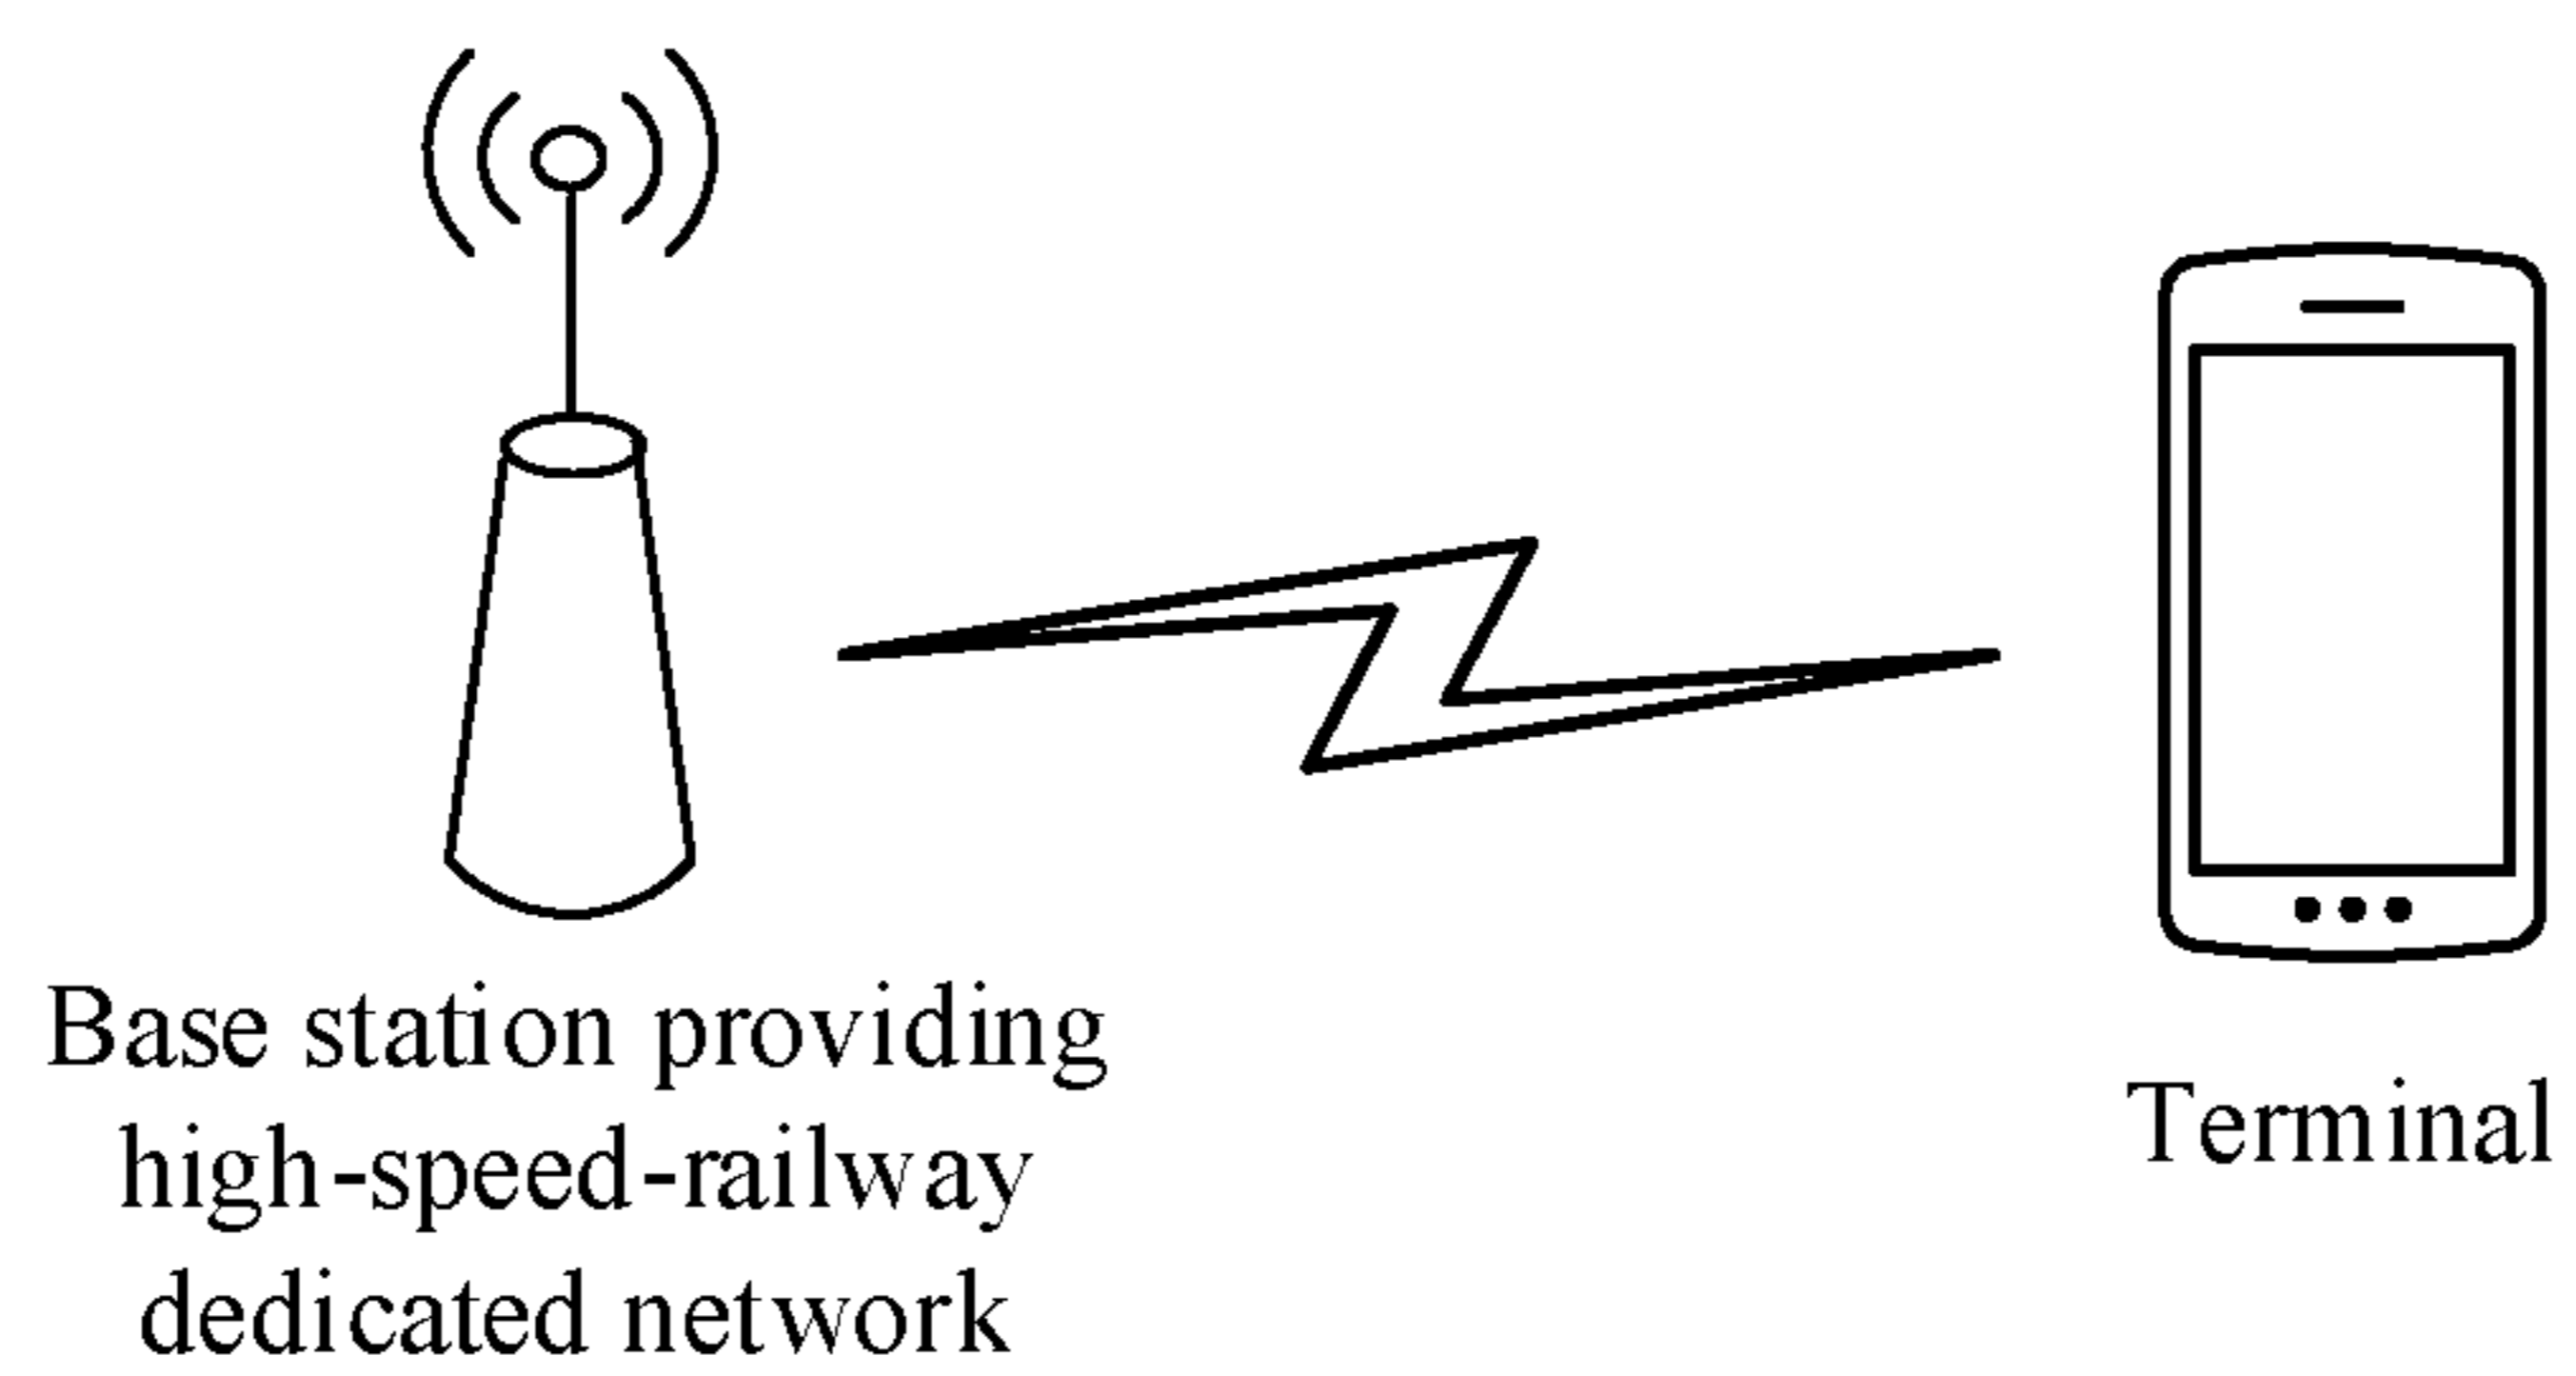 Base station providing
high-speed-railway
dedicated network
Terminal